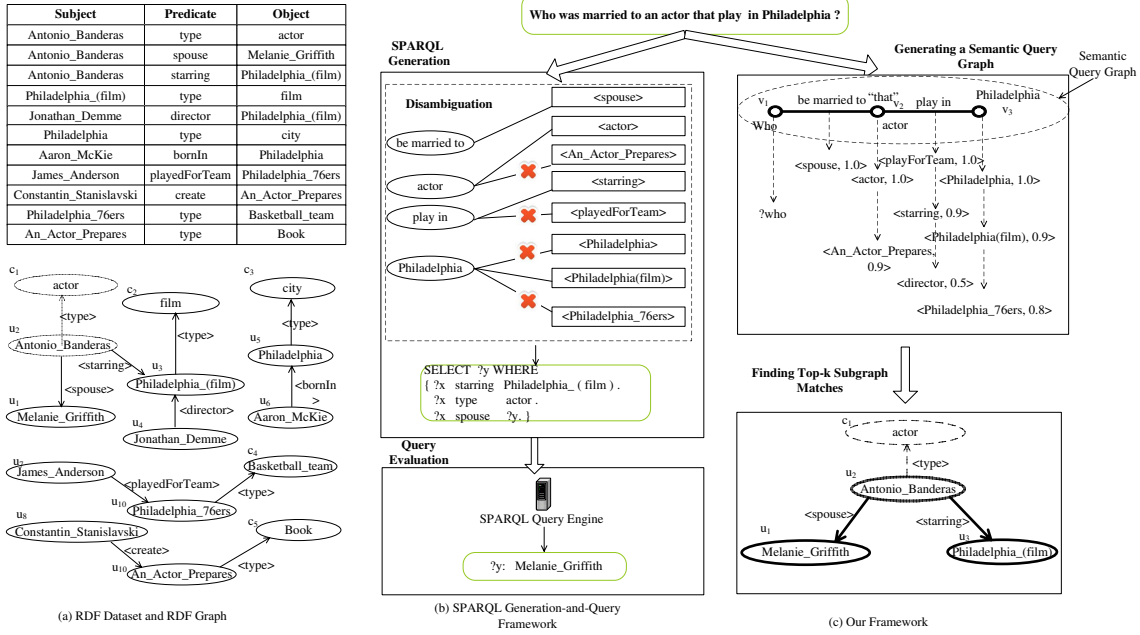 Subject Predicate Object
Antonio_Banderas type actor
Antonio_Banderas spouse Melanie_Griffith
Antonio_Banderas starring Philadelphia_(film)
Philadelphia_(film) type film
Jonathan_Demme director Philadelphia_(film)
Philadelphia type city
Aaron_McKie bornIn Philadelphia
James_Anderson playedForTeam Philadelphia_76ers
Constantin_Stanislavski create An_Actor_Prepares
Philadelphia_76ers type Basketball_team
An_Actor_Prepares type Book
c1
actor
c2
film
c3
city
<type>
<type>
<type>
u2
Antonio_Banderas
u5
Philadelphia
<starring>
u3
Philadelphia_(film)
<spouse>
<bornIn
>
u1
Melanie_Griffith
<director>
u6
Aaron_McKie
u4
Jonathan_Demme
u7
James_Anderson
c4
Basketball_team
<playedForTeam>
<type>
u10
Philadelphia_76ers
u8
Constantin_Stanislavski
c5
Book
<create>
<type>
u10
An_Actor_Prepares
(a) RDF Dataset and RDF Graph
Who was married to an actor that play in Philadelphia ?
SPARQL
Generation
Disambiguation
be married to
actor
play in
Philadelphia
<spouse>
<actor>
<An_Actor_Prepares>
<starring>
<playedForTeam>
<Philadelphia>
<Philadelphia(film)>
<Philadelphia_76ers>
SELECT ?y WHERE
{ ?x starring Philadelphia_ ( film ) .
?x type actor .
?x spouse ?y. }
Query
Evaluation
SPARQL Query Engine
?y: Melanie_Griffith
(b) SPARQL Generation-and-Query
Framework
Generating a Semantic Query
Graph
Semantic
Query Graph
v1
be married to
“that”
v2
play in
Philadelphia
v3
Who
actor
<spouse, 1.0>
<playForTeam, 1.0>
<actor, 1.0>
<Philadelphia, 1.0>
?who
<starring, 0.9>
<Philadelphia(film), 0.9>
<An_Actor_Prepares,
0.9>
<director, 0.5>
<Philadelphia_76ers, 0.8>
Finding Top-k Subgraph
Matches
c1
actor
<type>
u2
Antonio_Banderas
<spouse>
<starring>
u1
Melanie_Griffith
u3
Philadelphia_(film)
(c) Our Framework